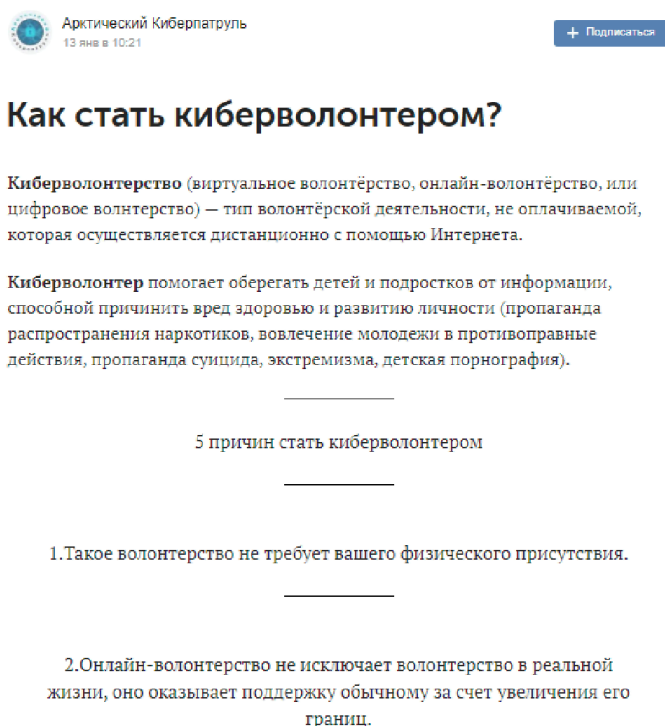 Арктический Киберпатруль
13 янв в 10:21
+ Подписаться
Как стать киберволонтером?
Киберволонтерство (виртуальное волонтёрство, онлайн-волонтёрство, или
цифровое волнтерство) — тип волонтёрской деятельности, не оплачиваемой,
которая осуществляется дистанционно с помощью Интернета.
Киберволонтер помогает оберегать детей и подростков от информации,
способной причинить вред здоровью и развитию личности (пропаганда
распространения наркотиков, вовлечение молодежи в противоправные
действия, пропаганда суицида, экстремизма, детская порнография).
5 причин стать киберволонтером
1.Такое волонтерство не требует вашего физического присутствия.
2.Онлайн-волонтерство не исключает волонтерство в реальной
жизни, оно оказывает поддержку обычному за счет увеличения его
границ.